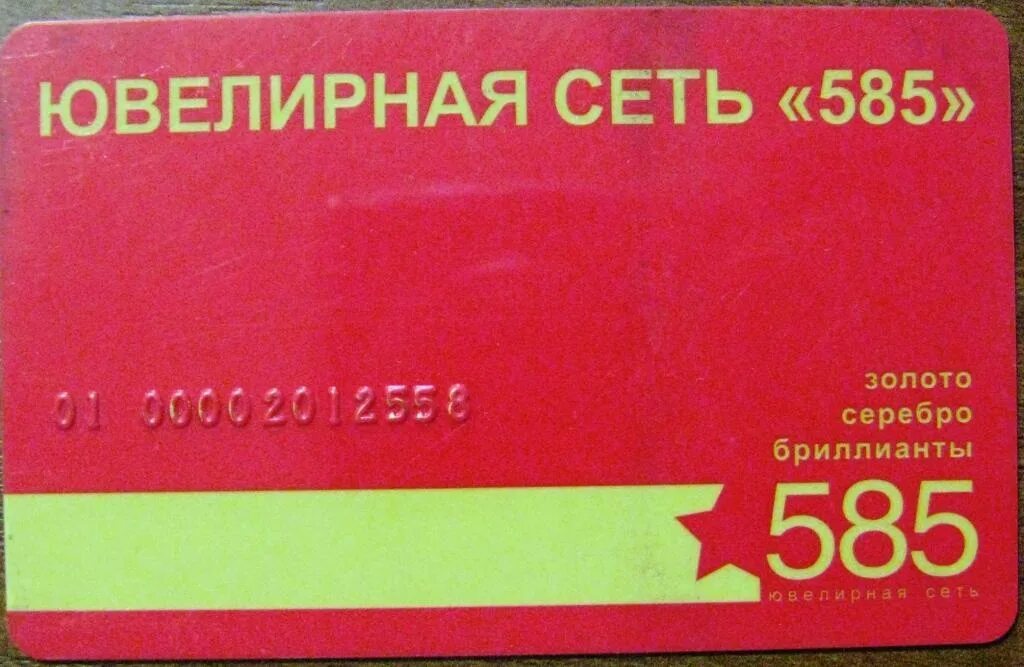 ЮВЕЛИРНАЯ СЕТЬ «585»
01 00002012558
золото
серебро
бриллианты
585
ювелирная сеть